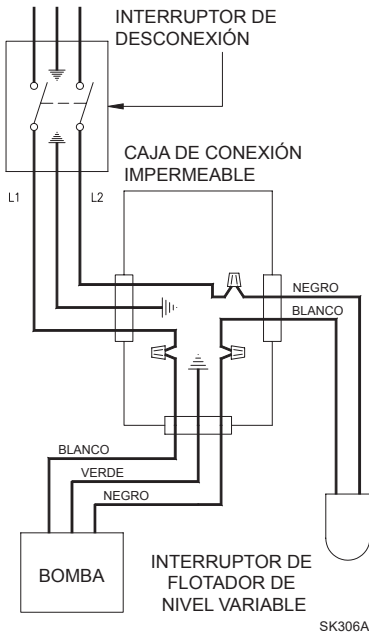 INTERRUPTOR DE
DESCONEXIÓN
CAJA DE CONEXIÓN
IMPERMEABLE
L1
L2
NEGRO
BLANCO
BLANCO
VERDE
NEGRO
BOMBA
INTERRUPTOR DE
FLOTADOR DE
NIVEL VARIABLE
SK306A